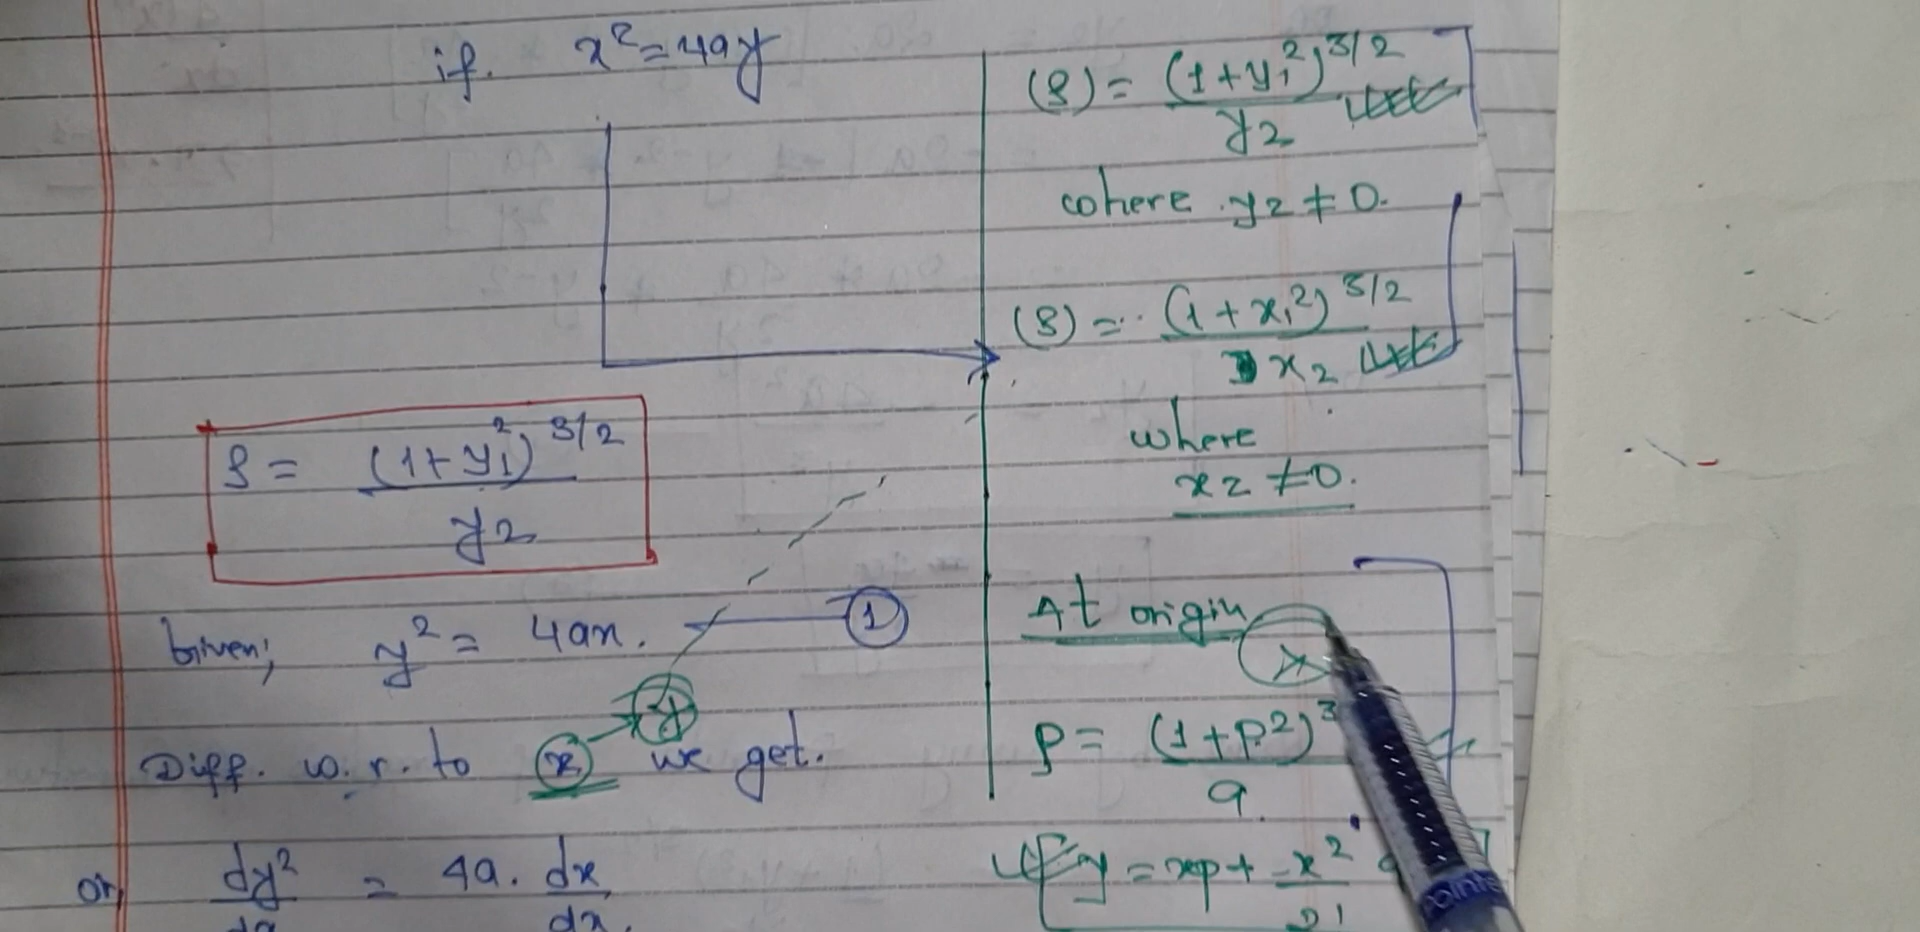 if. x² = 4ay
ρ = (1+y₁²)^3/2 / y₂
Given; y² = 4ax. ①
Diff. w.r. to x y we get.
or, dy²/dx = 4a. dx/dx.
(ρ) = (1+y₁²)^3/2 / y₂
where y₂ ≠ 0.
(ρ) = (1+x₁²)^3/2 / x₂
where
x₂ ≠ 0.
At origin
ρ = (1+p²)^3 / q.
y = xp + x²/2!
Pointe